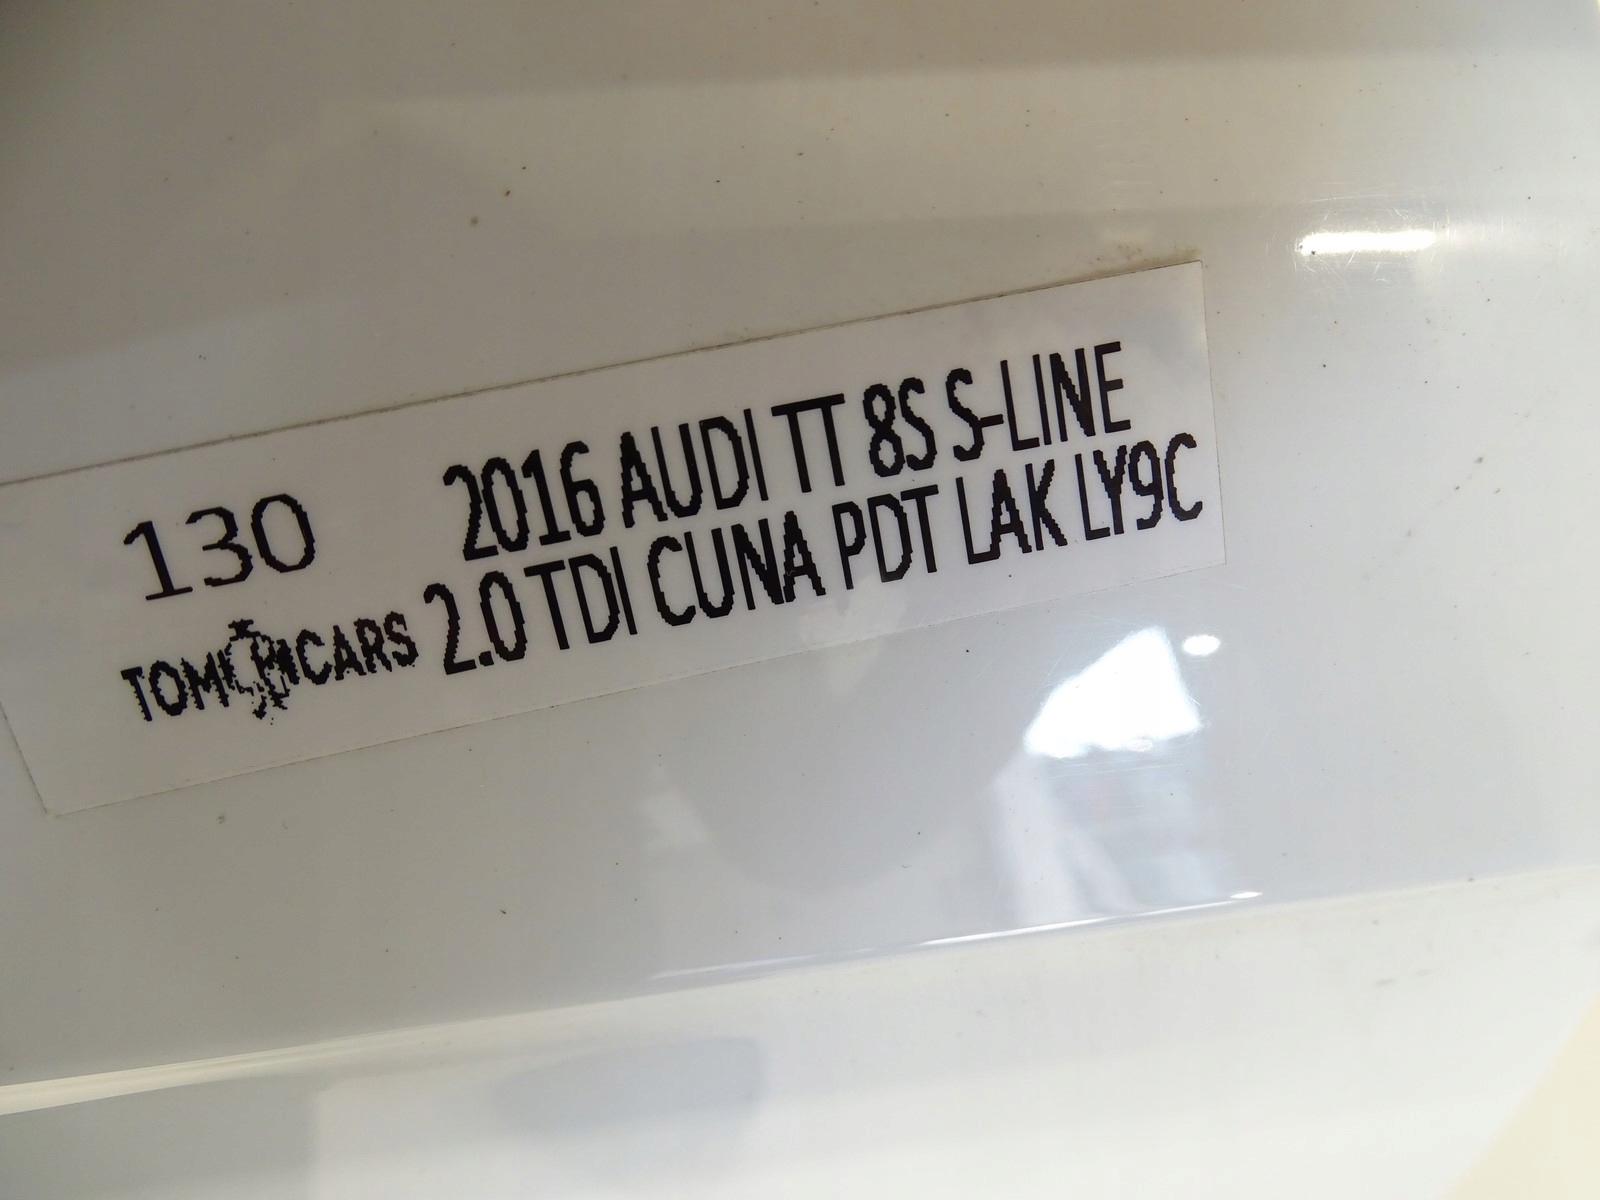 130
2016 AUDI TT 8S S-LINE
2.0 TDI CUNA PDT LAK LY9C